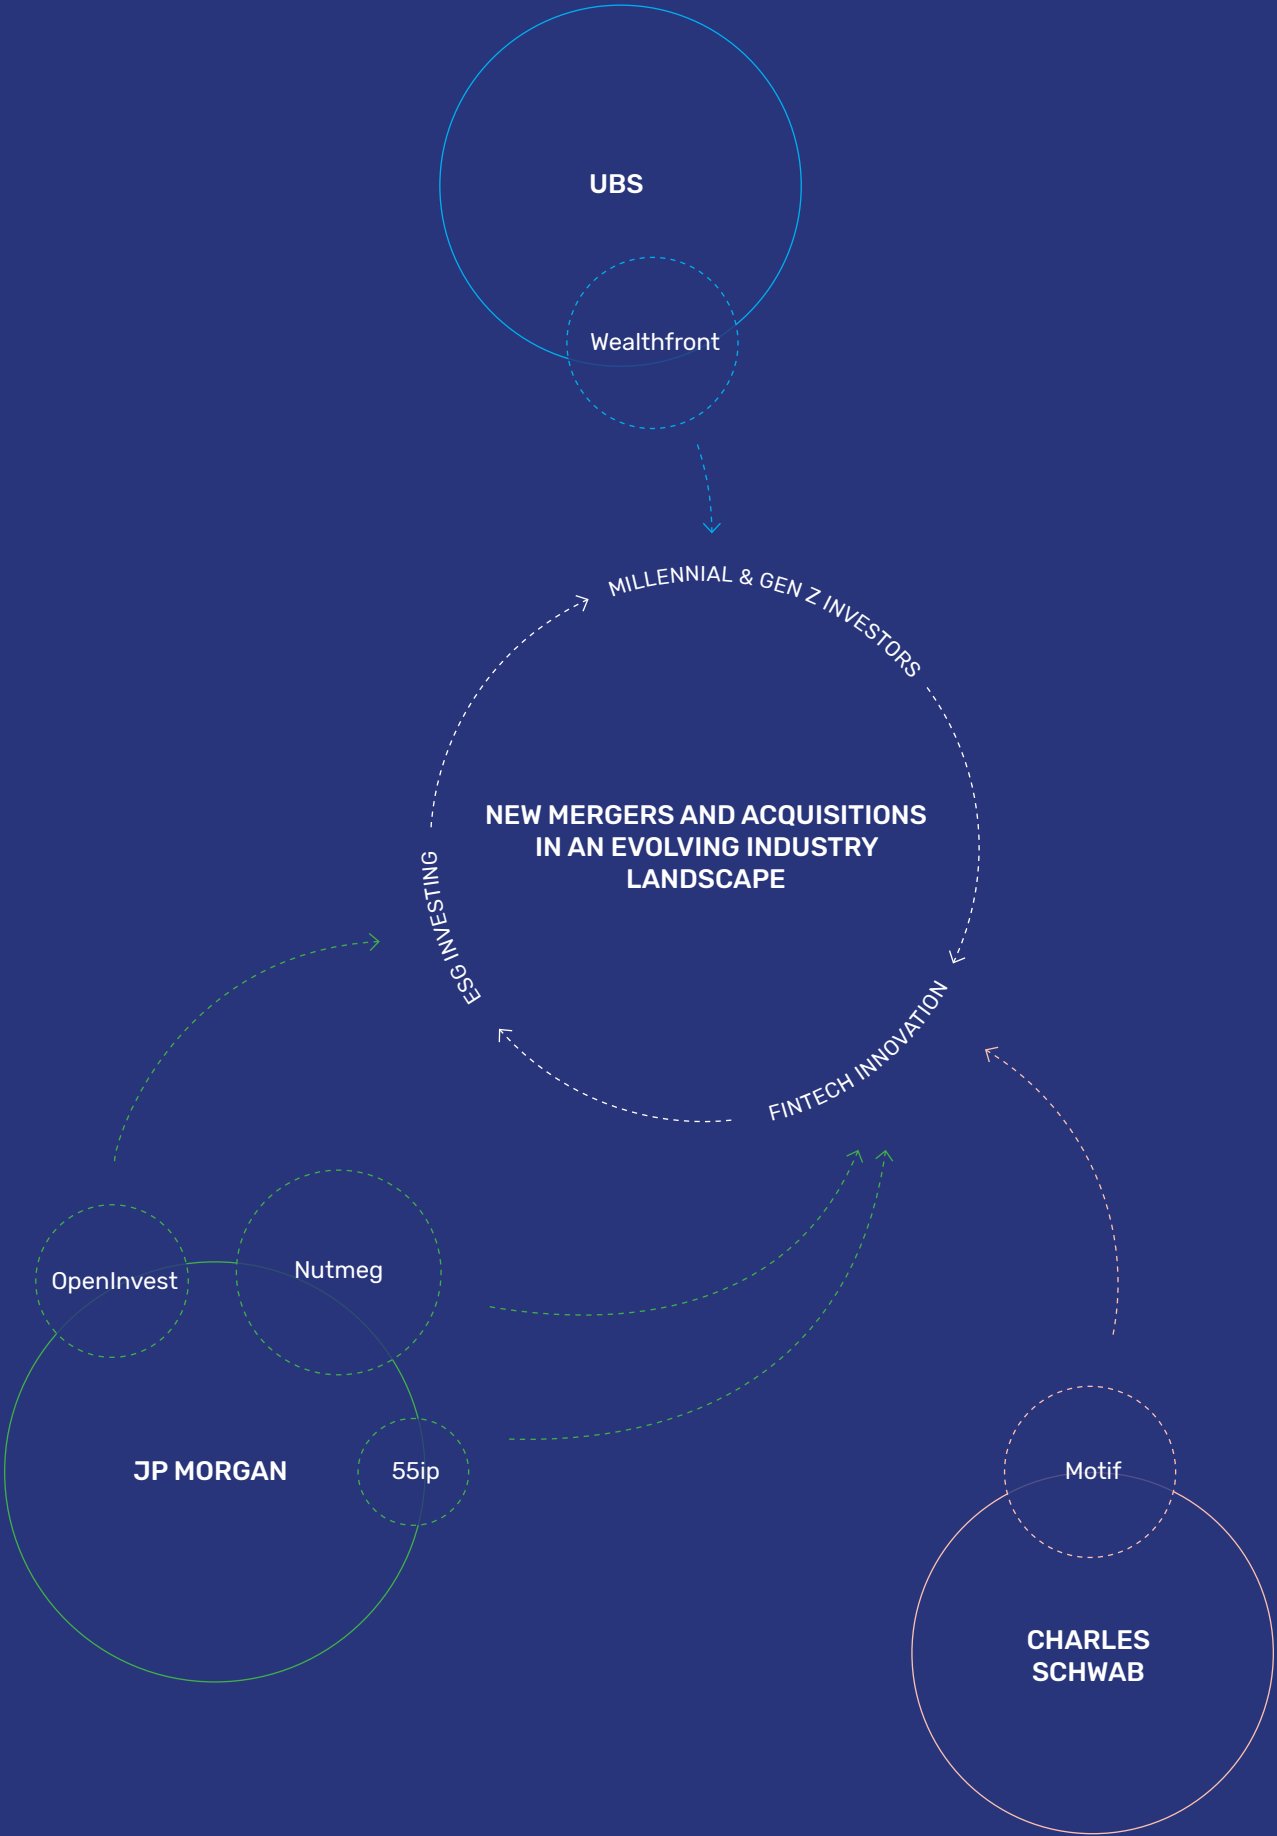 UBS
Wealthfront
MILLENNIAL & GEN Z INVESTORS
NEW MERGERS AND ACQUISITIONS
IN AN EVOLVING INDUSTRY
LANDSCAPE
ESG INVESTING
FINTECH INNOVATION
OpenInvest
Nutmeg
JP MORGAN
55ip
Motif
CHARLES
SCHWAB